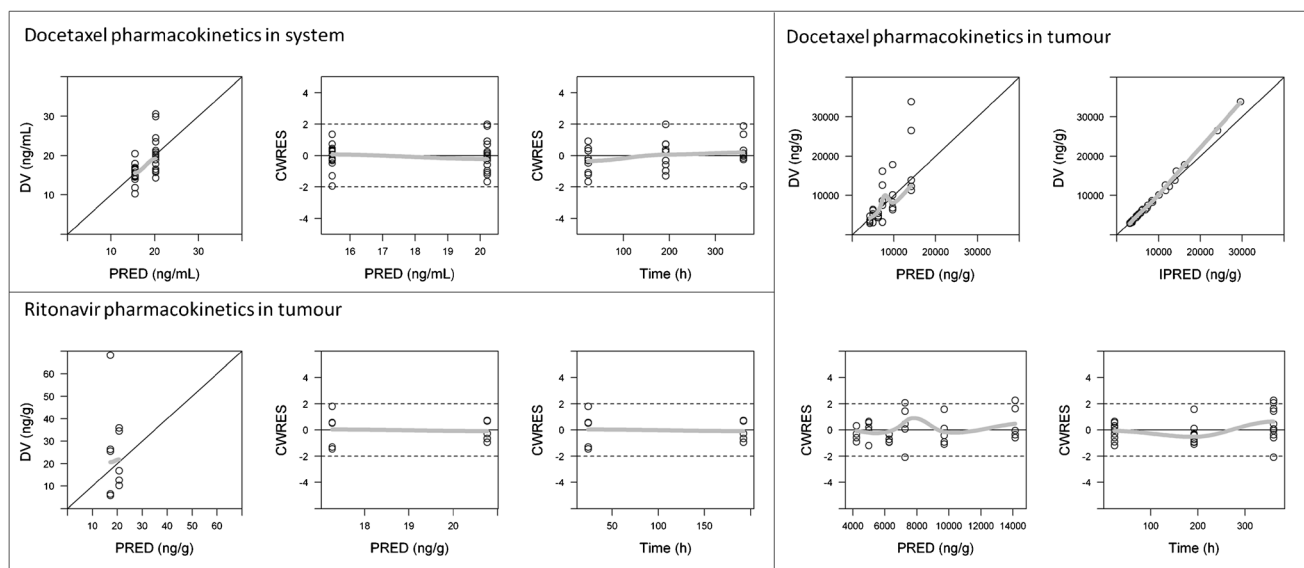 Docetaxel pharmacokinetics in system
DV (ng/mL)
30
20
10
10 20 30
PRED (ng/mL)
CWRES
4
2
0
-2
-4
16 17 18 19 20
PRED (ng/mL)
CWRES
4
2
0
-2
-4
100 200 300
Time (h)
Docetaxel pharmacokinetics in tumour
DV (ng/g)
30000
20000
10000
10000 20000 30000
PRED (ng/g)
DV (ng/g)
30000
20000
10000
10000 20000 30000
IPRED (ng/g)
Ritonavir pharmacokinetics in tumour
DV (ng/g)
60
50
40
30
20
10
10 20 30 40 50 60
PRED (ng/g)
CWRES
4
2
0
-2
-4
18 19 20
PRED (ng/g)
CWRES
4
2
0
-2
-4
50 100 150
Time (h)
CWRES
4
2
0
-2
-4
4000 6000 8000 10000 12000 14000
PRED (ng/g)
CWRES
4
2
0
-2
-4
100 200 300
Time (h)